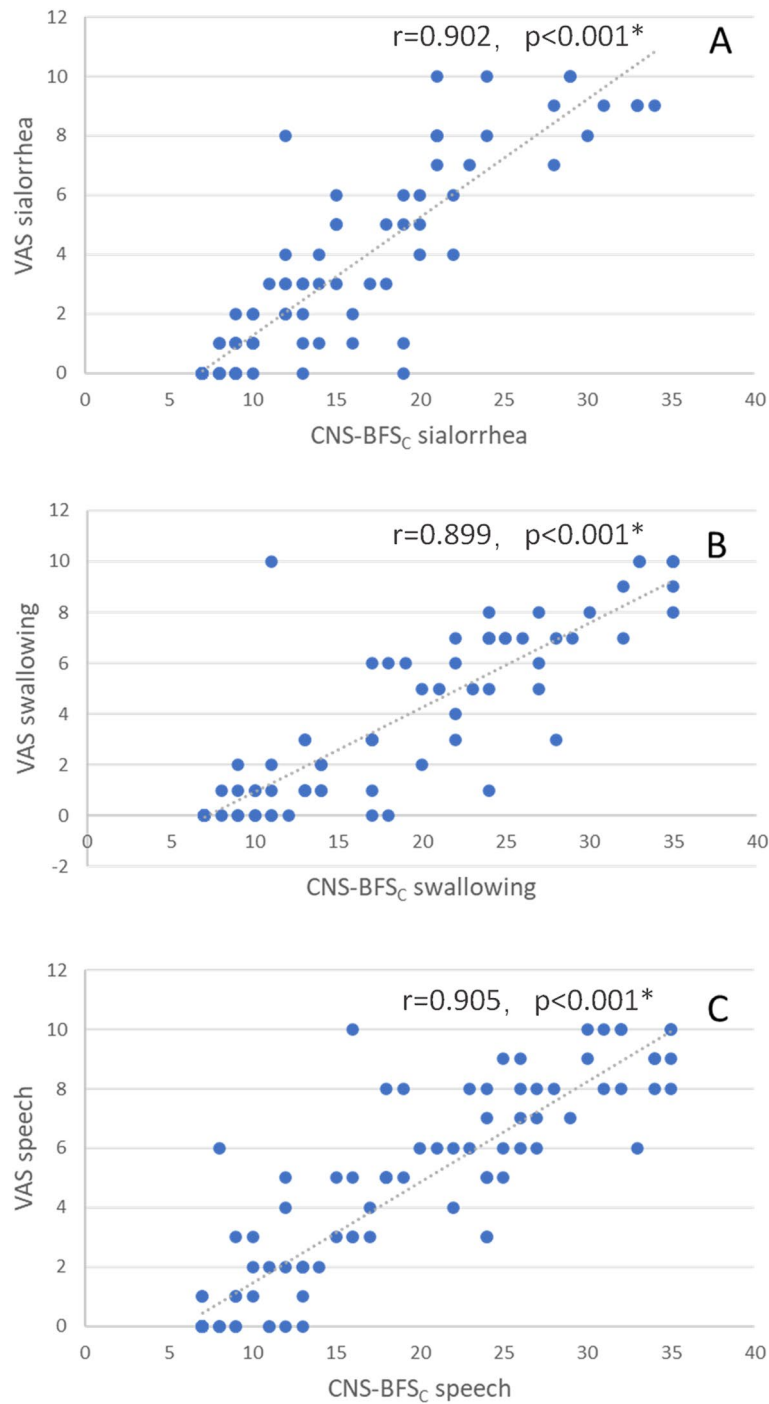 12
r=0.902, p<0.001*
A
10
8
6
4
2
0
VAS sialorrhea
0 5 10 15 20 25 30 35 40
CNS-BFSC sialorrhea
12
r=0.899, p<0.001*
B
10
8
6
4
2
0
-2
VAS swallowing
0 5 10 15 20 25 30 35 40
CNS-BFSC swallowing
12
r=0.905, p<0.001*
C
10
8
6
4
2
0
VAS speech
0 5 10 15 20 25 30 35 40
CNS-BFSC speech